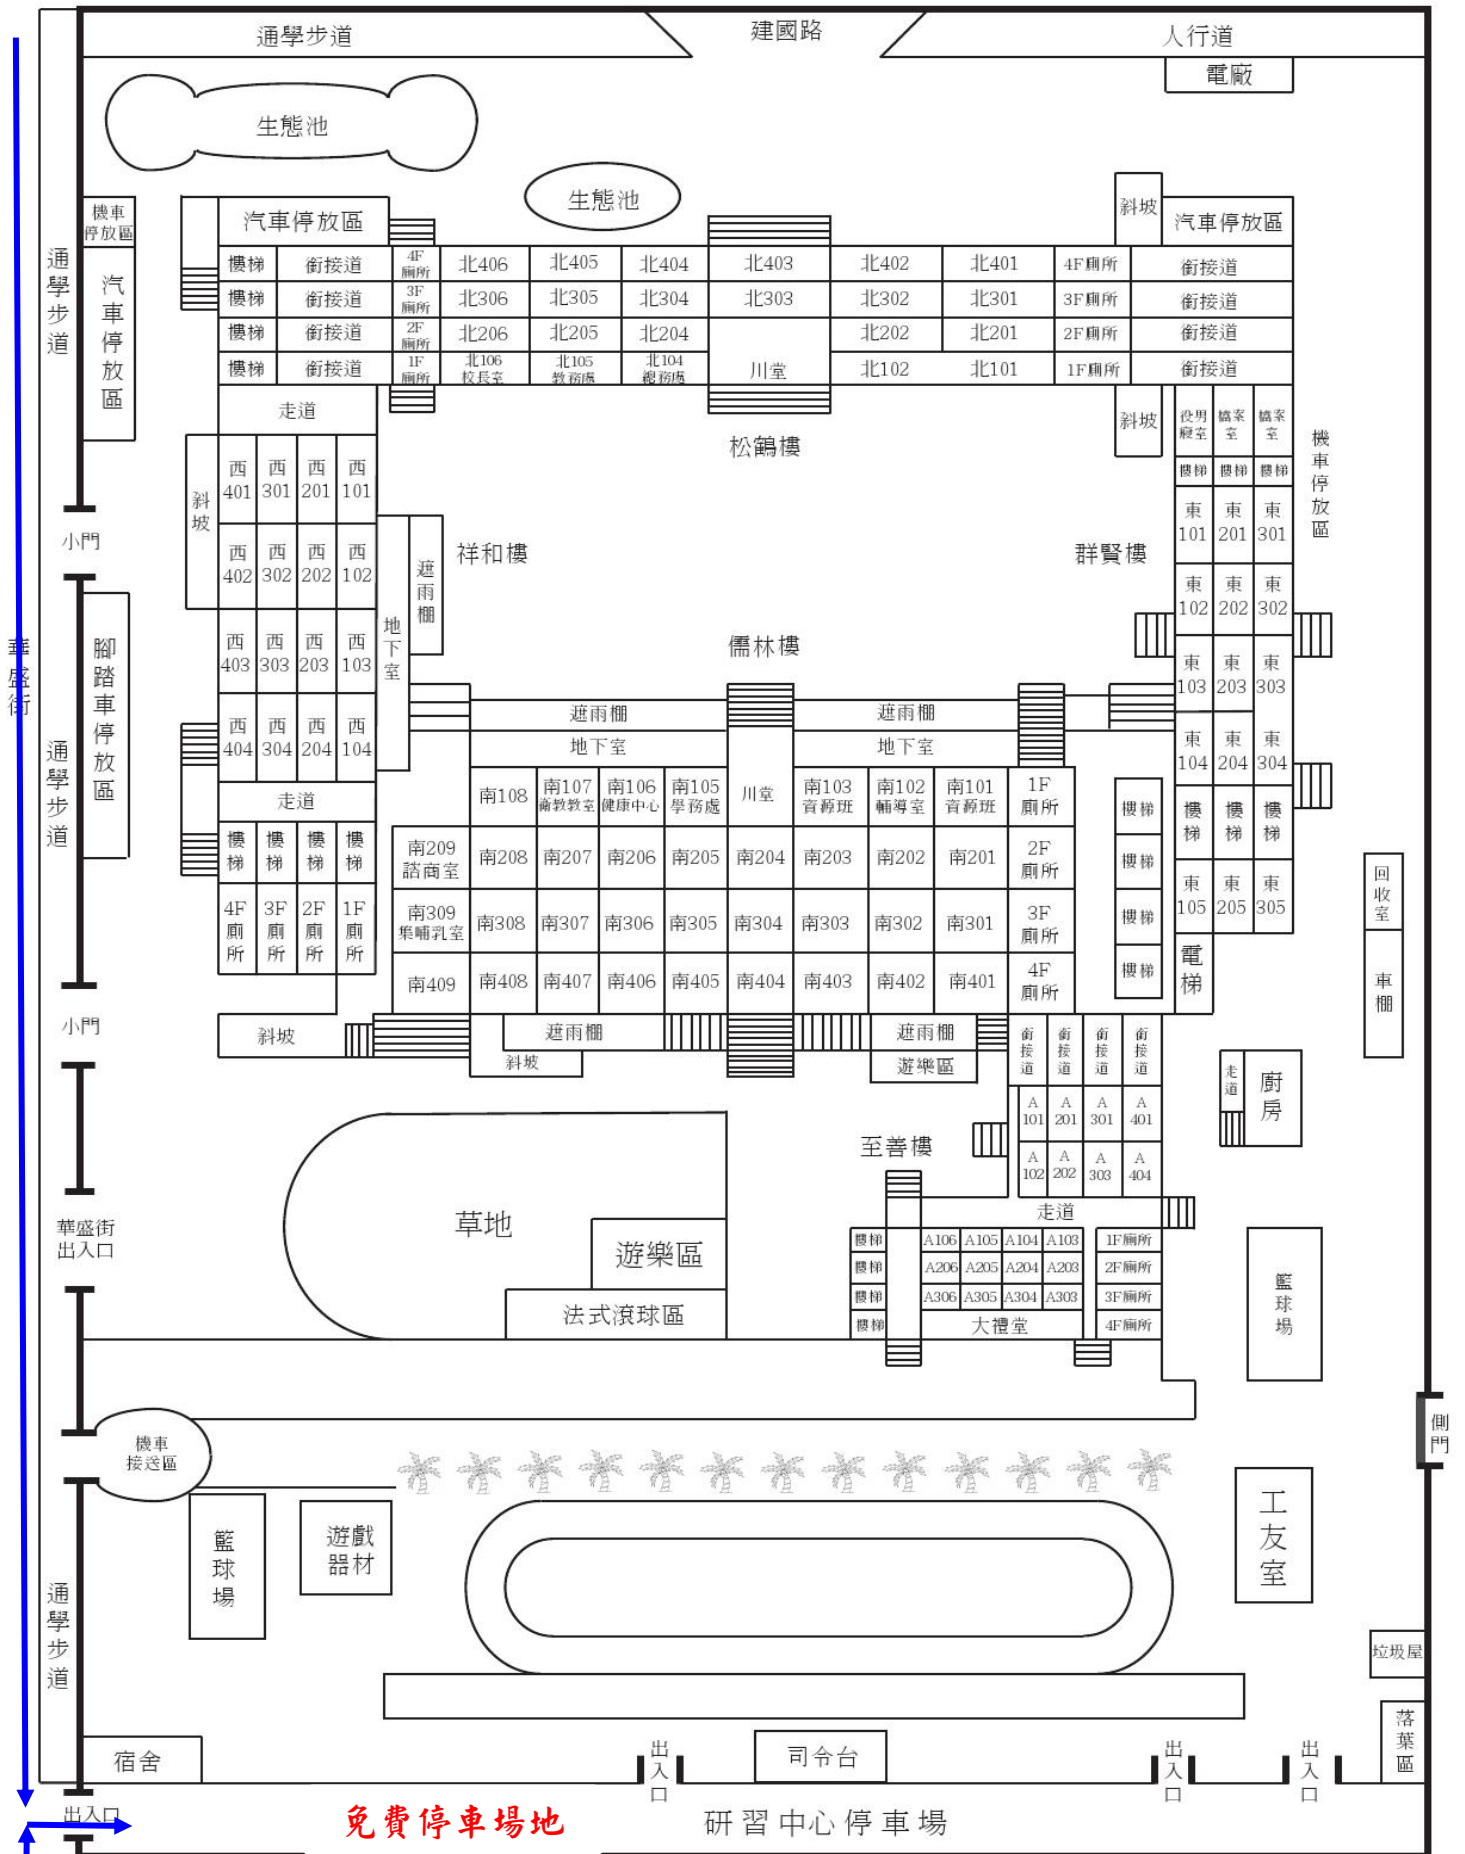 通學步道
建國路
人行道
電廠
生態池
生態池
斜坡
機車
停放區
汽車停放區
汽車停放區
通學步道
汽車停放區
樓梯 銜接道 4F廁所 北406 北405 北404 北403 北402 北401 4F廁所 銜接道
樓梯 銜接道 3F廁所 北306 北305 北304 北303 北302 北301 3F廁所 銜接道
樓梯 銜接道 2F廁所 北206 北205 北204 北202 北201 2F廁所 銜接道
樓梯 銜接道 1F廁所 北106校長室 北105教務處 北104總務處 川堂 北102 北101 1F廁所 銜接道
走道
松鶴樓
斜坡
役男寢室 檔案室 檔案室
樓梯 樓梯 樓梯
機車停放區
斜坡
西401 西301 西201 西101
東101 東201 東301
小門
西402 西302 西202 西102
遮雨棚
祥和樓
群賢樓
東102 東202 東302
華盛街
腳踏車停放區
西403 西303 西203 西103
地下室
儒林樓
東103 東203 東303
西404 西304 西204 西104
遮雨棚
遮雨棚
地下室
地下室
東104 東204 東304
通學步道
走道
南108 南107衛教教室 南106健康中心 南105學務處 川堂 南103資源班 南102輔導室 南101資源班 1F廁所
樓梯
樓梯 樓梯 樓梯
樓梯 樓梯 樓梯 樓梯
南209諮商室 南208 南207 南206 南205 南204 南203 南202 南201 2F廁所
樓梯
東105 東205 東305
回收室
4F廁所 3F廁所 2F廁所 1F廁所
南309集哺乳室 南308 南307 南306 南305 南304 南303 南302 南301 3F廁所
樓梯
電梯
車棚
南409 南408 南407 南406 南405 南404 南403 南402 南401 4F廁所
樓梯
小門
斜坡
遮雨棚
斜坡
遮雨棚
遊樂區
銜接道 銜接道 銜接道 銜接道
走道
廚房
A101 A201 A301 A401
至善樓
A102 A202 A303 A404
走道
華盛街
出入口
草地
遊樂區
法式滾球區
樓梯 A106 A105 A104 A103 1F廁所
樓梯 A206 A205 A204 A203 2F廁所
樓梯 A306 A305 A304 A303 3F廁所
樓梯 大禮堂 4F廁所
籃球場
機車
接送區
側門
籃球場
遊戲
器材
工友室
通學步道
垃圾屋
落葉區
宿舍
出入口
司令台
出入口
出入口
出入口
免費停車場地
研習中心停車場